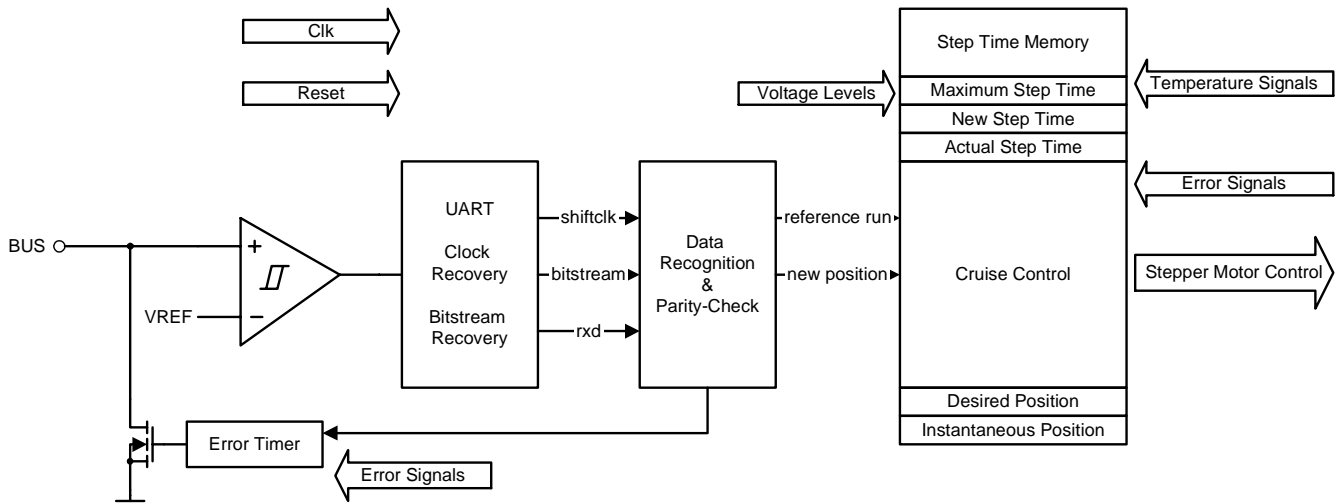 Clk
Reset
Voltage Levels
Step Time Memory
Maximum Step Time
New Step Time
Actual Step Time
Temperature Signals
Error Signals
Stepper Motor Control
BUS
+
VREF
−
UART
Clock
Recovery
Bitstream
Recovery
shiftclk
bitstream
rxd
Data
Recognition
&
Parity-Check
reference run
new position
Cruise Control
Desired Position
Instantaneous Position
Error Timer
Error Signals